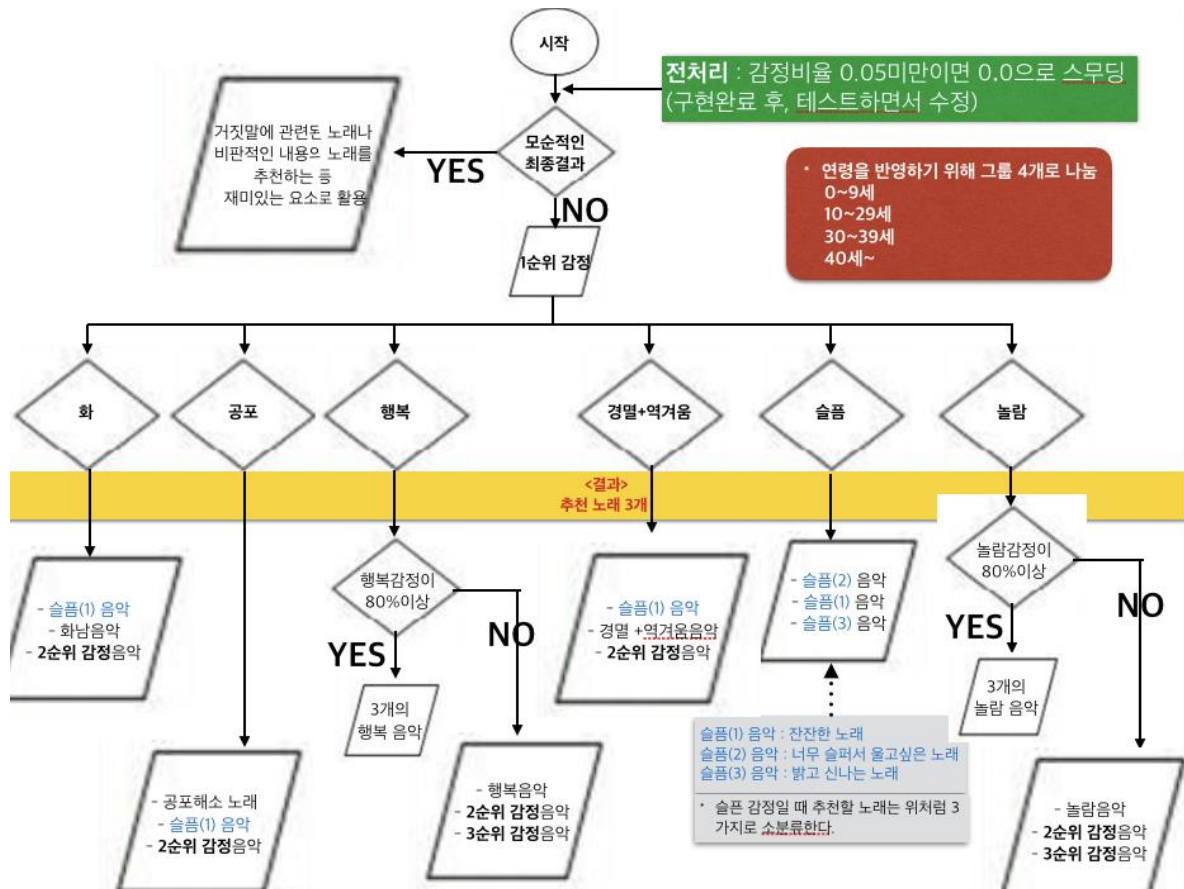 시작
전처리 : 감정비율 0.05미만이면 0.0으로 스무딩
(구현완료 후, 테스트하면서 수정)
거짓말에 관련된 노래나
비판적인 내용의 노래를
추천하는 등
재미있는 요소로 활용
YES
모순적인
최종결과
NO
1순위 감정
• 연령을 반영하기 위해 그룹 4개로 나눔
0~9세
10~29세
30~39세
40세~
화
공포
행복
경멸+역겨움
슬픔
놀람
<결과>
추천 노래 3개
- 슬픔(1) 음악
- 화남음악
- 2순위 감정음악
- 공포해소 노래
- 슬픔(1) 음악
- 2순위 감정음악
행복감정이
80%이상
YES
NO
3개의
행복 음악
- 행복음악
- 2순위 감정음악
- 3순위 감정음악
- 슬픔(1) 음악
- 경멸 +역겨움음악
- 2순위 감정음악
- 슬픔(2) 음악
- 슬픔(1) 음악
- 슬픔(3) 음악
슬픔(1) 음악 : 잔잔한 노래
슬픔(2) 음악 : 너무 슬퍼서 울고싶은 노래
슬픔(3) 음악 : 밝고 신나는 노래
• 슬픈 감정일 때 추천할 노래는 위처럼 3
가지로 소분류한다.
놀람감정이
80%이상
YES
NO
3개의
놀람 음악
- 놀람음악
- 2순위 감정음악
- 3순위 감정음악